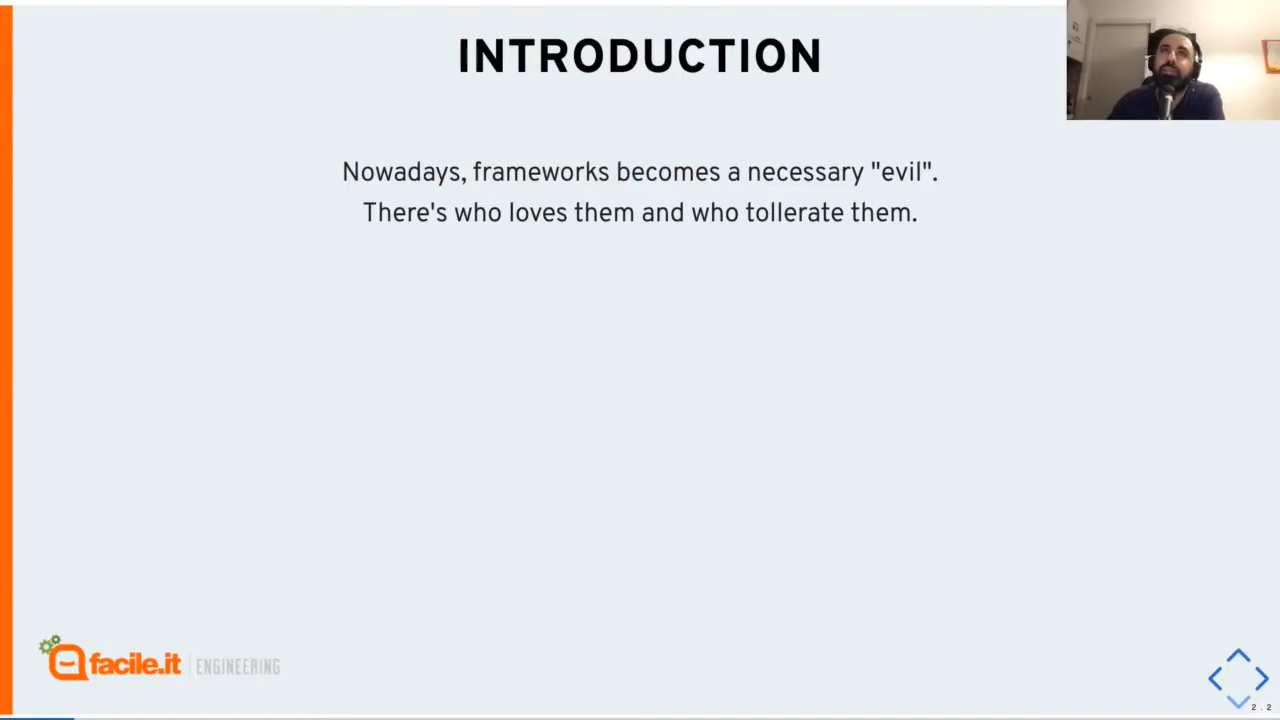 INTRODUCTION
Nowadays, frameworks becomes a necessary "evil".
There's who loves them and who tollerate them.
facile.it ENGINEERING
2.2